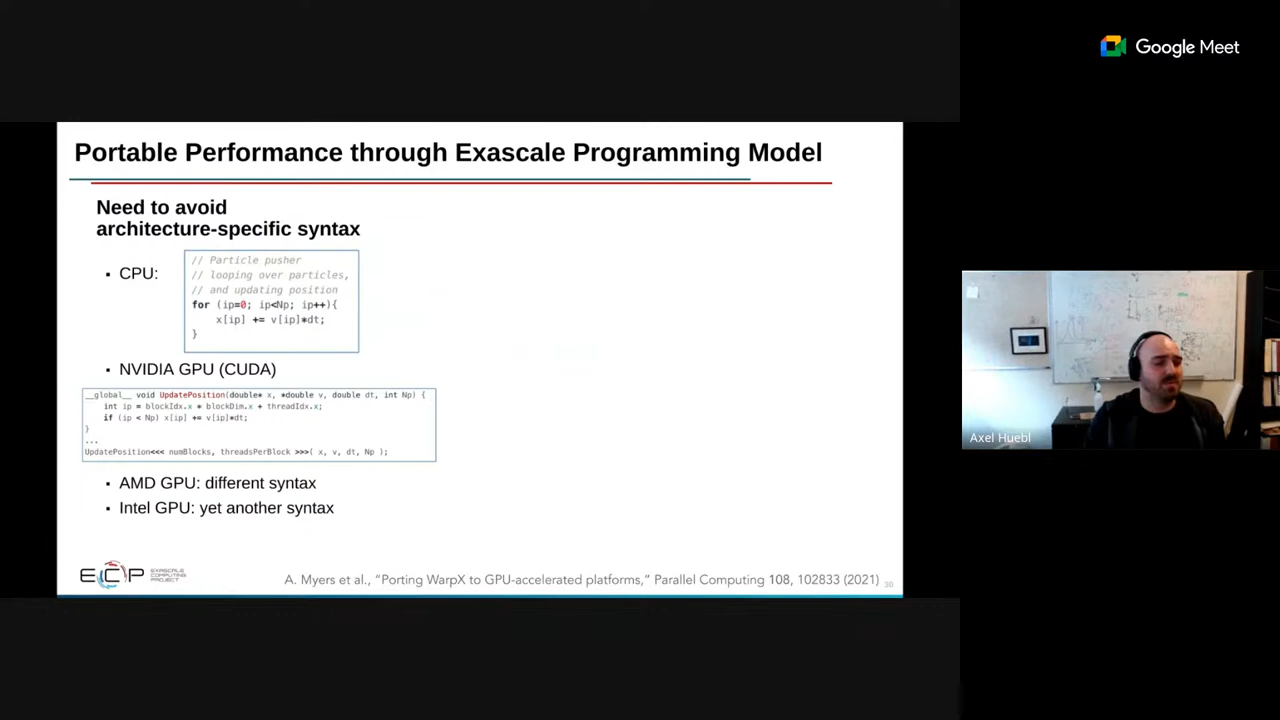 Google Meet
Portable Performance through Exascale Programming Model
Need to avoid
architecture-specific syntax
▪ CPU:
// Particle pusher
// looping over particles,
// and updating position
for (ip=0; ip<Np; ip++){
x[ip] += v[ip]*dt;
}
▪ NVIDIA GPU (CUDA)
__global__ void UpdatePosition(double* x, *double v, double dt, int Np) {
int ip = blockIdx.x * blockDim.x + threadIdx.x;
if (ip < Np) x[ip] += v[ip]*dt;
}
...
UpdatePosition<<< numBlocks, threadsPerBlock >>>( x, v, dt, Np );
▪ AMD GPU: different syntax
▪ Intel GPU: yet another syntax
ECP
EXASCALE
COMPUTING
PROJECT
A. Myers et al., “Porting WarpX to GPU-accelerated platforms,” Parallel Computing 108, 102833 (2021)
30
Axel Huebl